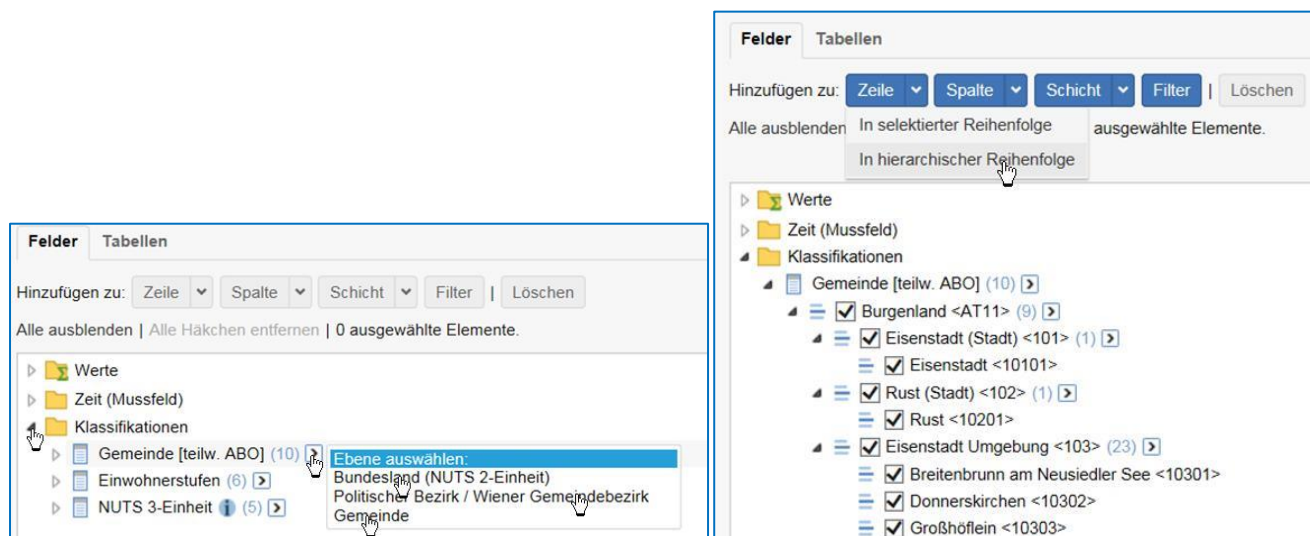 Felder Tabellen
Hinzufügen zu: Zeile Spalte Schicht Filter | Löschen
Alle ausblenden | Alle Häkchen entfernen | 0 ausgewählte Elemente.
Werte
Zeit (Mussfeld)
Klassifikationen
Gemeinde [teilw. ABO] (10)
Einwohnerstufen (6)
NUTS 3-Einheit (5)
Ebene auswählen:
Bundesland (NUTS 2-Einheit)
Politischer Bezirk / Wiener Gemeindebezirk
Gemeinde
Felder Tabellen
Hinzufügen zu: Zeile Spalte Schicht Filter | Löschen
Alle ausblenden ausgewählte Elemente.
In selektierter Reihenfolge
In hierarchischer Reihenfolge
Werte
Zeit (Mussfeld)
Klassifikationen
Gemeinde [teilw. ABO] (10)
Burgenland <AT11> (9)
Eisenstadt (Stadt) <101> (1)
Eisenstadt <10101>
Rust (Stadt) <102> (1)
Rust <10201>
Eisenstadt Umgebung <103> (23)
Breitenbrunn am Neusiedler See <10301>
Donnerskirchen <10302>
Großhöflein <10303>